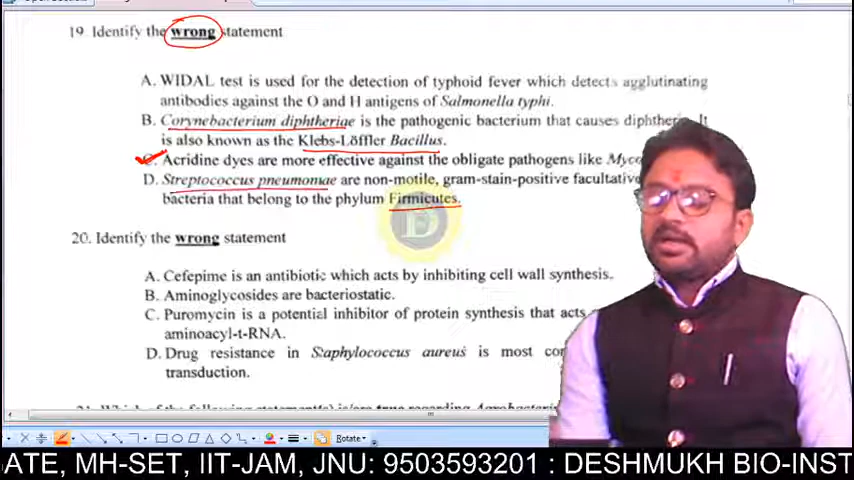 19. Identify the wrong statement
A. WIDAL test is used for the detection of typhoid fever which detects agglutinating
antibodies against the O and H antigens of Salmonella typhi.
B. Corynebacterium diphtheriae is the pathogenic bacterium that causes diphtheria. It
is also known as the Klebs-Löffler Bacillus.
C. Acridine dyes are more effective against the obligate pathogens like
D. Streptococcus pneumoniae are non-motile, gram-stain-positive facultative
bacteria that belong to the phylum Firmicutes.
D
20. Identify the wrong statement
A. Cefepime is an antibiotic which acts by inhibiting cell wall synthesis.
B. Aminoglycosides are bacteriostatic.
C. Puromycin is a potential inhibitor of protein synthesis that acts
aminoacyl-t-RNA.
D. Drug resistance in Staphylococcus aureus is most
transduction.
Rotate
ATE, MH-SET, IIT-JAM, JNU: 9503593201 : DESHMUKH BIO-INST